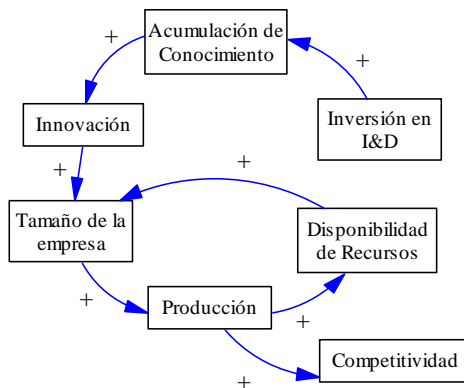 +
Acumulación de
Conocimiento
+
Innovación
Inversión en
I&D
+
+
Tamaño de la
empresa
Disponibilidad
de Recursos
+
Producción
+
Competitividad
+